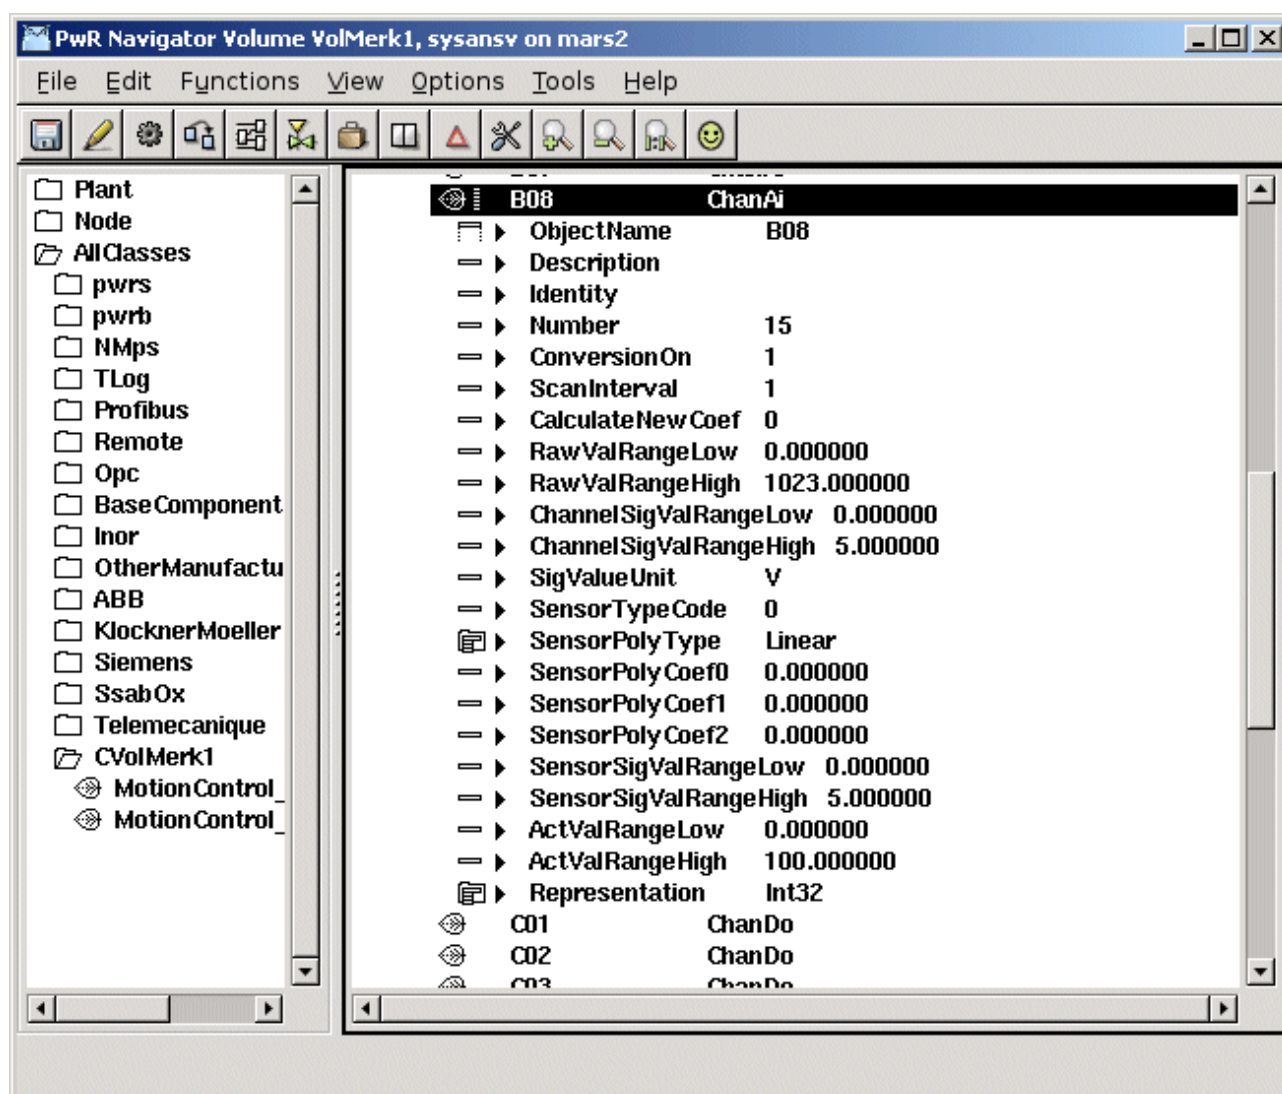 PwR Navigator Volume VolMerk1, sysansv on mars2
File Edit Functions View Options Tools Help
Plant
Node
AllClasses
pwrs
pwrb
NMps
TLog
Profibus
Remote
Opc
BaseComponent
Inor
OtherManufactu
ABB
KlocknerMoeller
Siemens
SsabOx
Telemecanique
CVolMerk1
MotionControl_
MotionControl_
B08 ChanAi
ObjectName B08
Description
Identity
Number 15
ConversionOn 1
ScanInterval 1
CalculateNewCoef 0
RawValRangeLow 0.000000
RawValRangeHigh 1023.000000
ChannelSigValRangeLow 0.000000
ChannelSigValRangeHigh 5.000000
SigValueUnit V
SensorTypeCode 0
SensorPolyType Linear
SensorPolyCoef0 0.000000
SensorPolyCoef1 0.000000
SensorPolyCoef2 0.000000
SensorSigValRangeLow 0.000000
SensorSigValRangeHigh 5.000000
ActValRangeLow 0.000000
ActValRangeHigh 100.000000
Representation Int32
C01 ChanDo
C02 ChanDo
C03 ChanDo